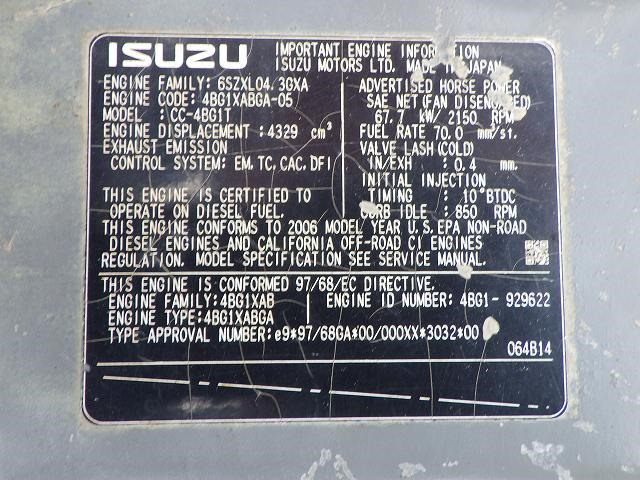 ISUZU
IMPORTANT ENGINE INFORMATION
ISUZU MOTORS LTD. MADE IN JAPAN
ENGINE FAMILY: 6SZXL04.3GXA
ENGINE CODE: 4BG1XABGA-05
MODEL : CC-4BG1T
ENGINE DISPLACEMENT: 4329 cm³
EXHAUST EMISSION
CONTROL SYSTEM: EM, TC, CAC, DFI
THIS ENGINE IS CERTIFIED TO
OPERATE ON DIESEL FUEL.
ADVERTISED HORSE POWER
SAE NET (FAN DISENGAGED)
67.7 kW/ 2150 RPM
FUEL RATE 70.0 mm³/st.
VALVE LASH (COLD)
IN/EXH : 0.4 mm.
INITIAL INJECTION
TIMING : 10°BTDC
CURB IDLE : 850 RPM
THIS ENGINE CONFORMS TO 2006 MODEL YEAR U.S. EPA NON-ROAD
DIESEL ENGINES AND CALIFORNIA OFF-ROAD CI ENGINES
REGULATION. MODEL SPECIFICATION SEE SERVICE MANUAL.
THIS ENGINE IS CONFORMED 97/68/EC DIRECTIVE.
ENGINE FAMILY: 4BG1XAB
ENGINE ID NUMBER: 4BG1- 929622
ENGINE TYPE: 4BG1XABGA
TYPE APPROVAL NUMBER: e9*97/68GA*00/000XX*3032*00
064B14